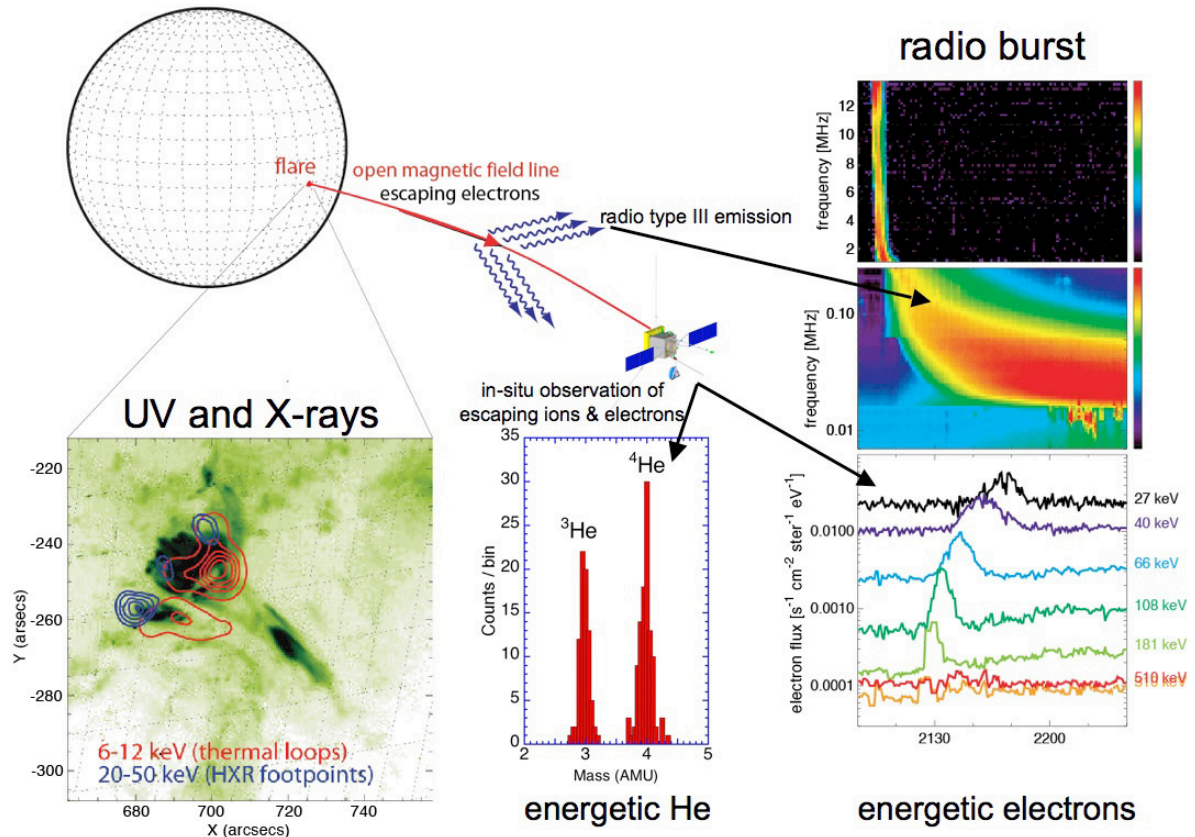 radio burst
flare
open magnetic field line
escaping electrons
radio type III emission
frequency [MHz]
12
10
8
6
4
2
frequency [MHz]
0.10
0.01
in-situ observation of
escaping ions & electrons
UV and X-rays
Y (arcsecs)
-220
-240
-260
-280
-300
6-12 keV (thermal loops)
20-50 keV (HXR footpoints)
680
700
720
740
X (arcsecs)
Counts / bin
35
30
25
20
15
10
5
0
³He
⁴He
2
3
4
5
Mass (AMU)
energetic He
electron flux [s⁻¹ cm⁻² ster⁻¹ eV⁻¹]
0.0100
0.0010
0.0001
27 keV
40 keV
66 keV
108 keV
181 keV
510 keV
2130
2200
energetic electrons